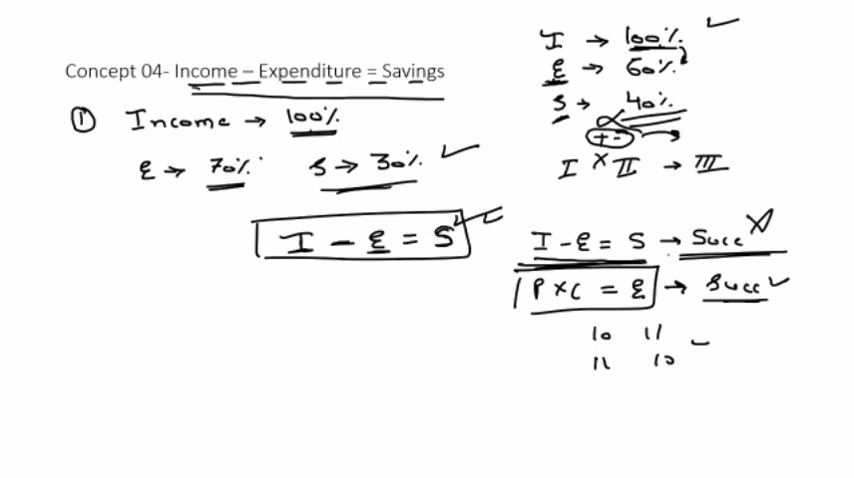 Concept 04- Income – Expenditure = Savings
① Income → 100%
E → 70% S → 30% ✓
I - E = S
I → 100% ✓
E → 60%
S → 40%
+ -
I × II → III
I - E = S → Succ
P × C = E → Succ ✓
10 11
11 10